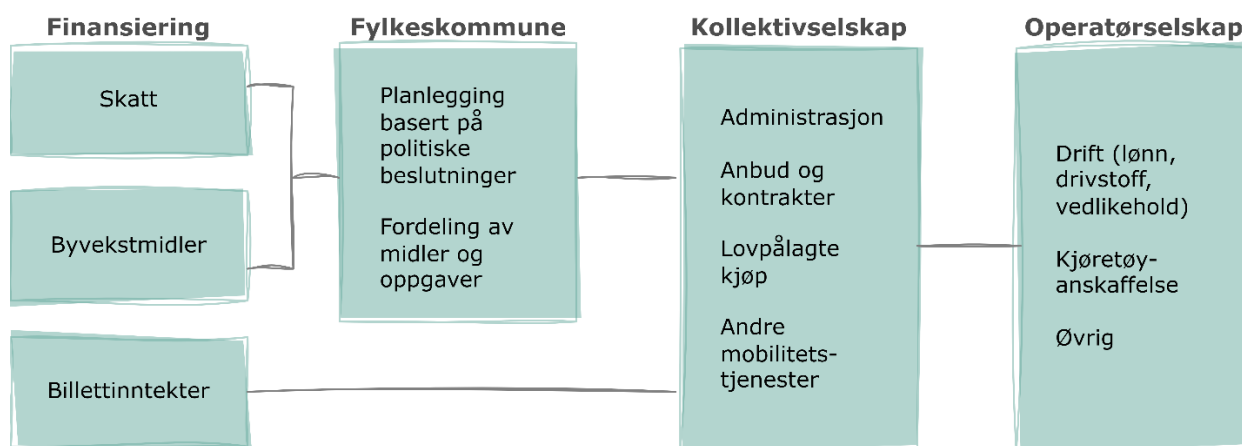 Finansiering
Skatt
Byvekstmidler
Billettinntekter
Fylkeskommune
Planlegging
basert på
politiske
beslutninger
Fordeling av
midler og
oppgaver
Kollektivselskap
Administrasjon
Anbud og
kontrakter
Lovpålagte
kjøp
Andre
mobilitets-
tjenester
Operatørselskap
Drift (lønn,
drivstoff,
vedlikehold)
Kjøretøy-
anskaffelse
Øvrig